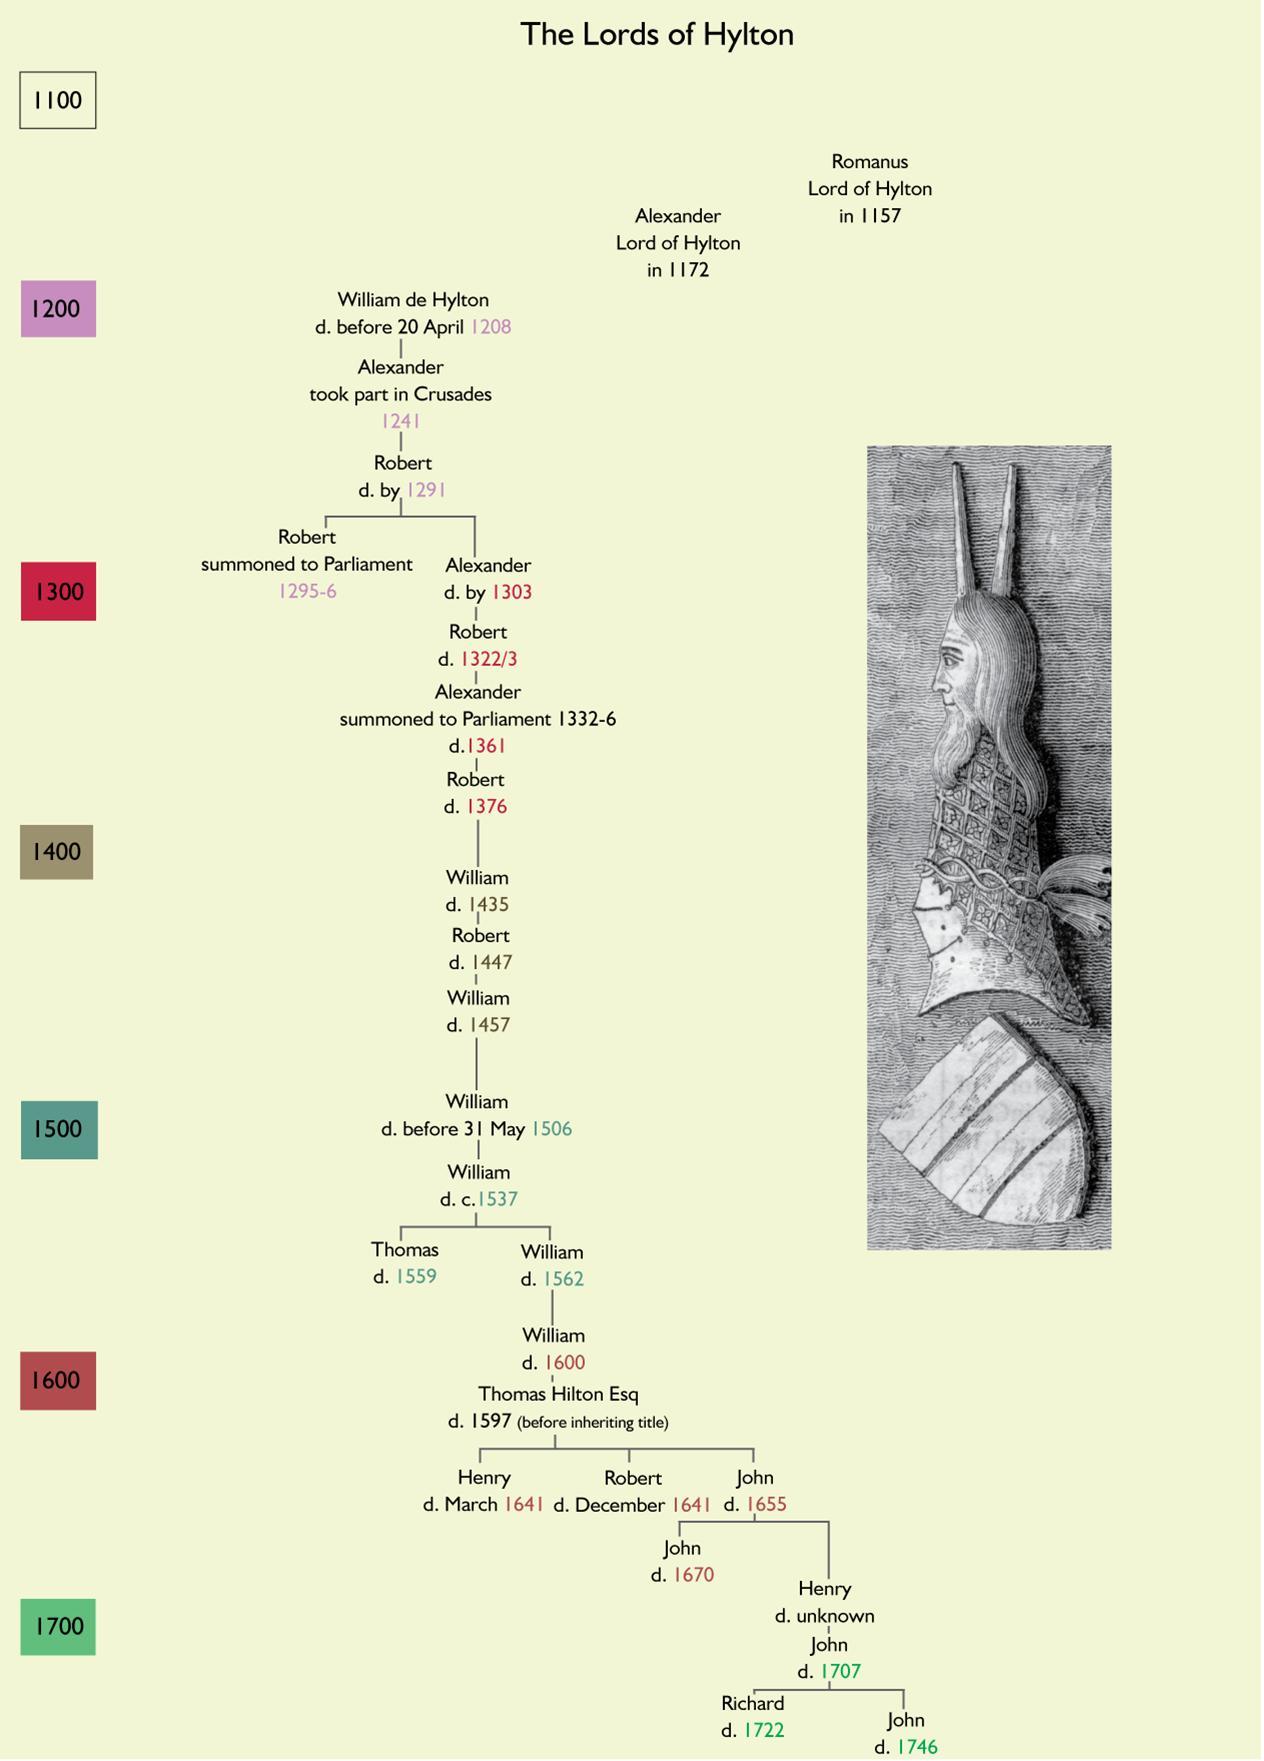 The Lords of Hylton
1100
Romanus
Lord of Hylton
in 1157
Alexander
Lord of Hylton
in 1172
1200
William de Hylton
d. before 20 April 1208
Alexander
took part in Crusades
1241
Robert
d. by 1291
Robert
summoned to Parliament
1295-6
1300
Alexander
d. by 1303
Robert
d. 1322/3
Alexander
summoned to Parliament 1332-6
d.1361
Robert
d. 1376
1400
William
d. 1435
Robert
d. 1447
William
d. 1457
1500
William
d. before 31 May 1506
William
d. c.1537
Thomas
d. 1559
William
d. 1562
William
d. 1600
1600
Thomas Hilton Esq
d. 1597 (before inheriting title)
Henry
d. March 1641
Robert
d. December 1641
John
d. 1655
John
d. 1670
Henry
d. unknown
1700
John
d. 1707
Richard
d. 1722
John
d. 1746